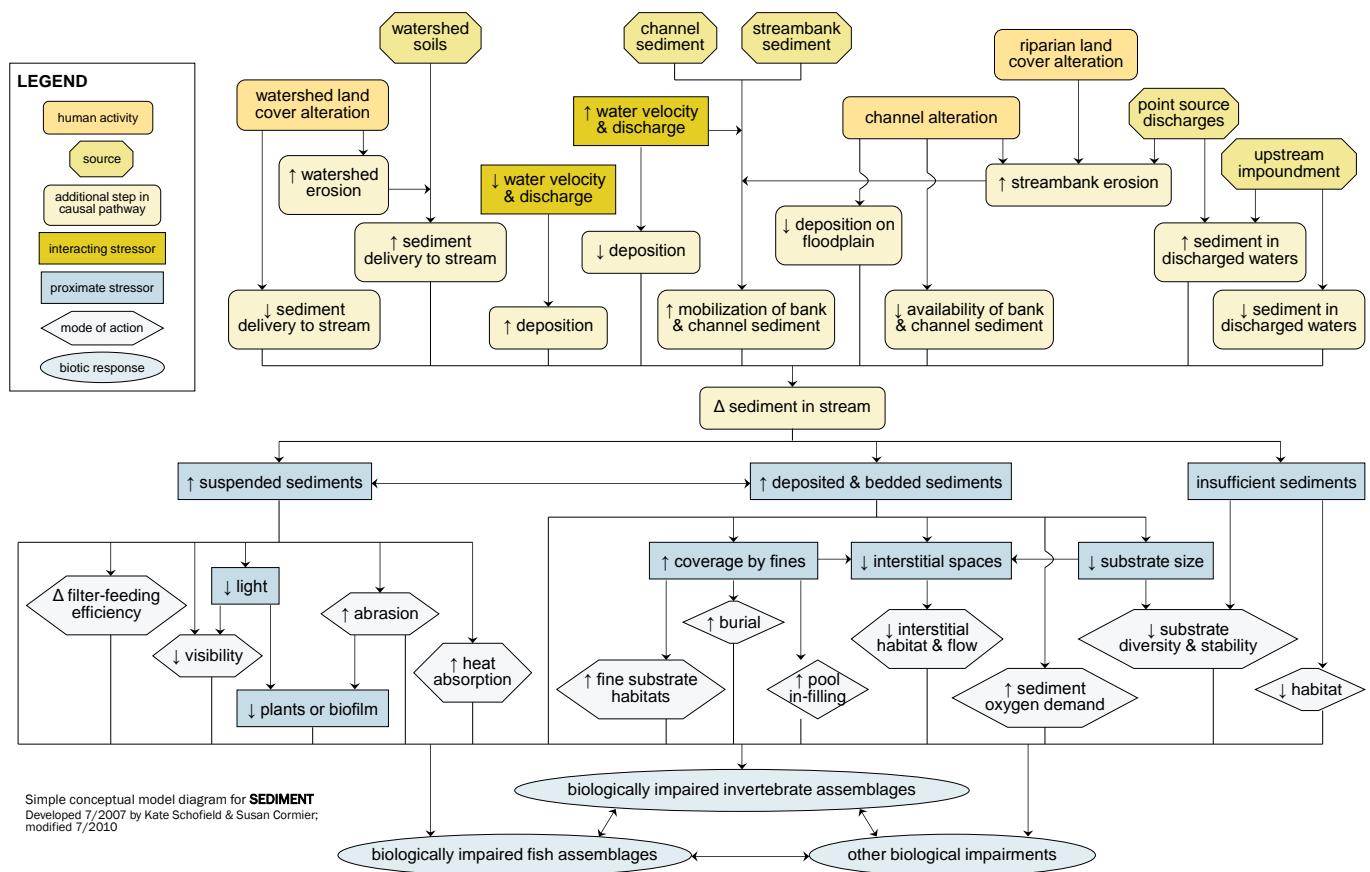 LEGEND
human activity
source
additional step in
causal pathway
interacting stressor
proximate stressor
mode of action
biotic response
watershed
soils
channel
sediment
streambank
sediment
riparian land
cover alteration
watershed land
cover alteration
↑ water velocity
& discharge
channel alteration
point source
discharges
upstream
impoundment
↑ watershed
erosion
↓ water velocity
& discharge
↑ streambank erosion
↑ sediment
delivery to stream
↓ deposition
↓ deposition on
floodplain
↑ sediment in
discharged waters
↓ sediment
delivery to stream
↑ deposition
↑ mobilization of bank
& channel sediment
↓ availability of bank
& channel sediment
↓ sediment in
discharged waters
Δ sediment in stream
↑ suspended sediments
↑ deposited & bedded sediments
insufficient sediments
↑ coverage by fines
↓ interstitial spaces
↓ substrate size
Δ filter-feeding
efficiency
↓ light
↑ abrasion
↓ visibility
↑ heat
absorption
↓ plants or biofilm
↑ burial
↓ interstitial
habitat & flow
↓ substrate
diversity & stability
↑ fine substrate
habitats
↑ pool
in-filling
↑ sediment
oxygen demand
↓ habitat
biologically impaired invertebrate assemblages
biologically impaired fish assemblages
other biological impairments
Simple conceptual model diagram for SEDIMENT
Developed 7/2007 by Kate Schofield & Susan Cormier;
modified 7/2010